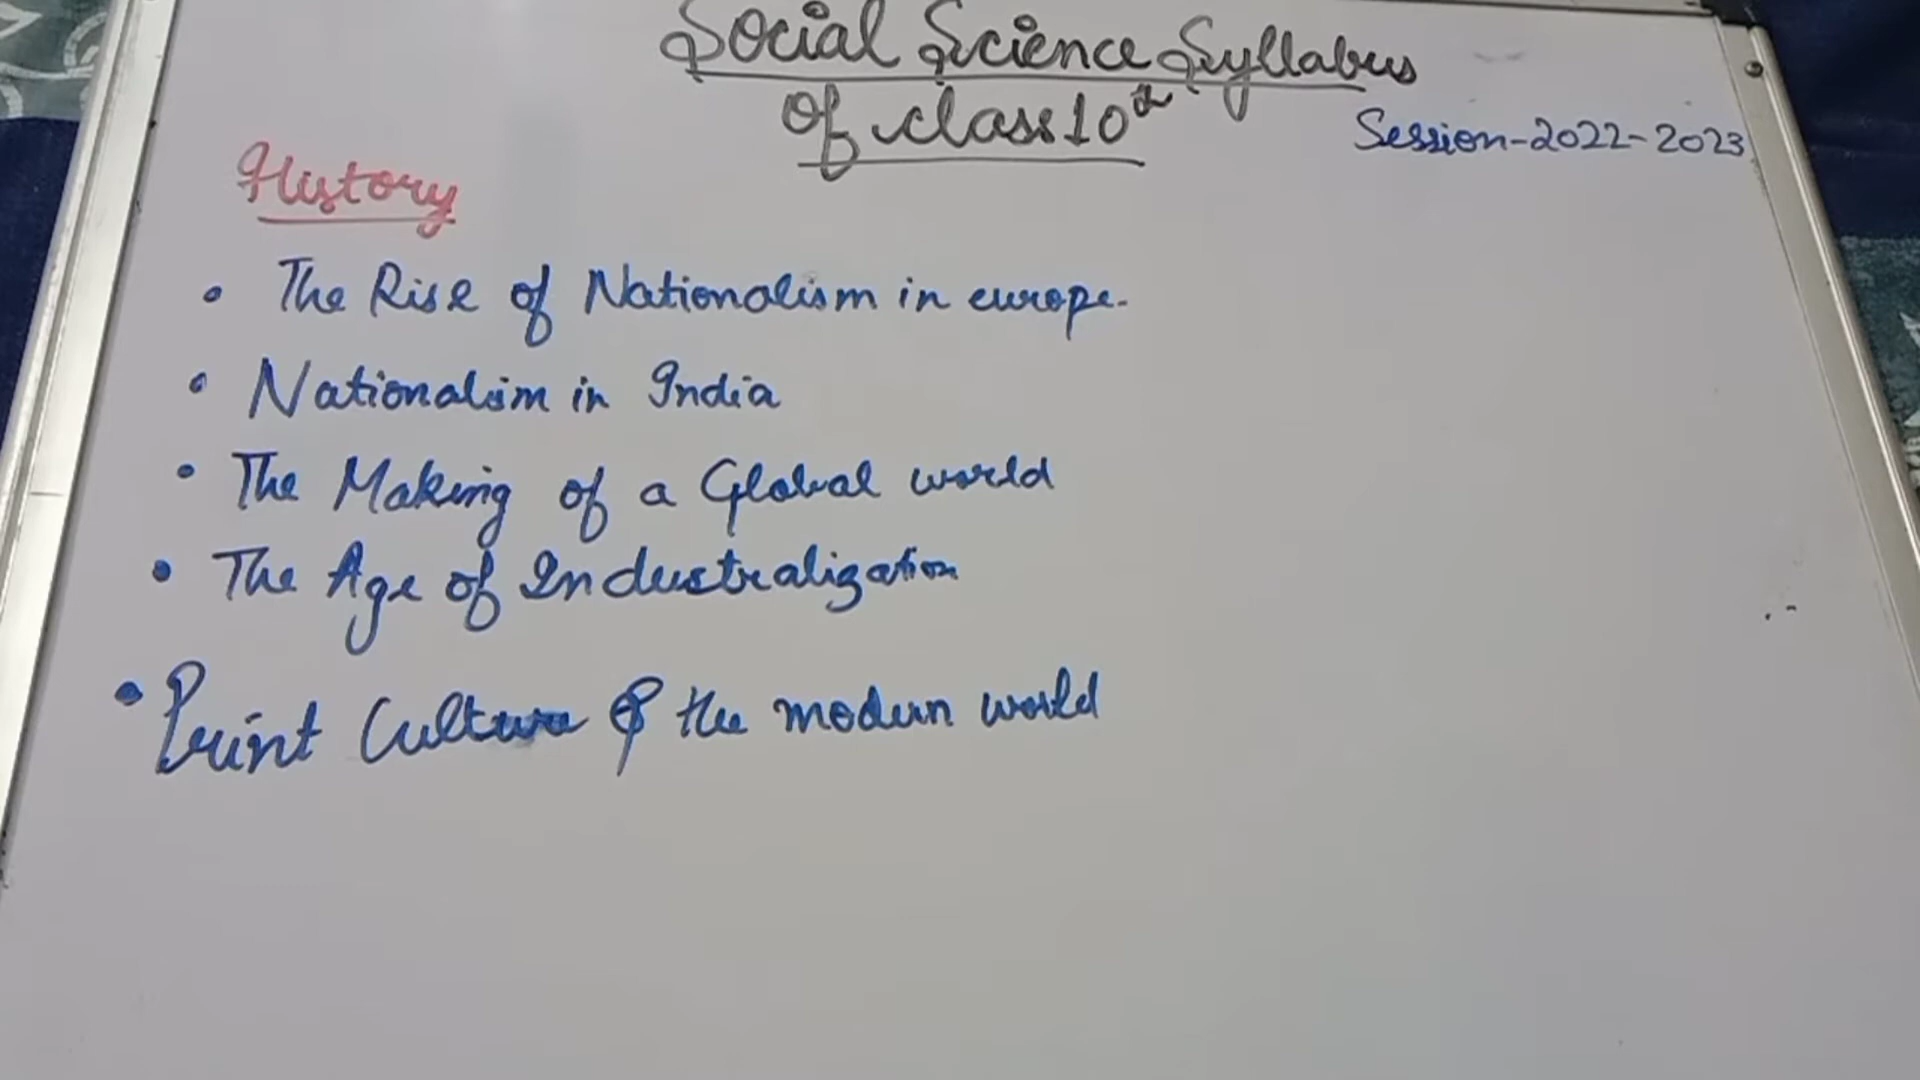 Social Science Syllabus
of class 10th
Session-2022-2023
History
• The Rise of Nationalism in europe.
• Nationalism in India
• The Making of a Global world
• The Age of Industralization
• Print Culture & the modern world